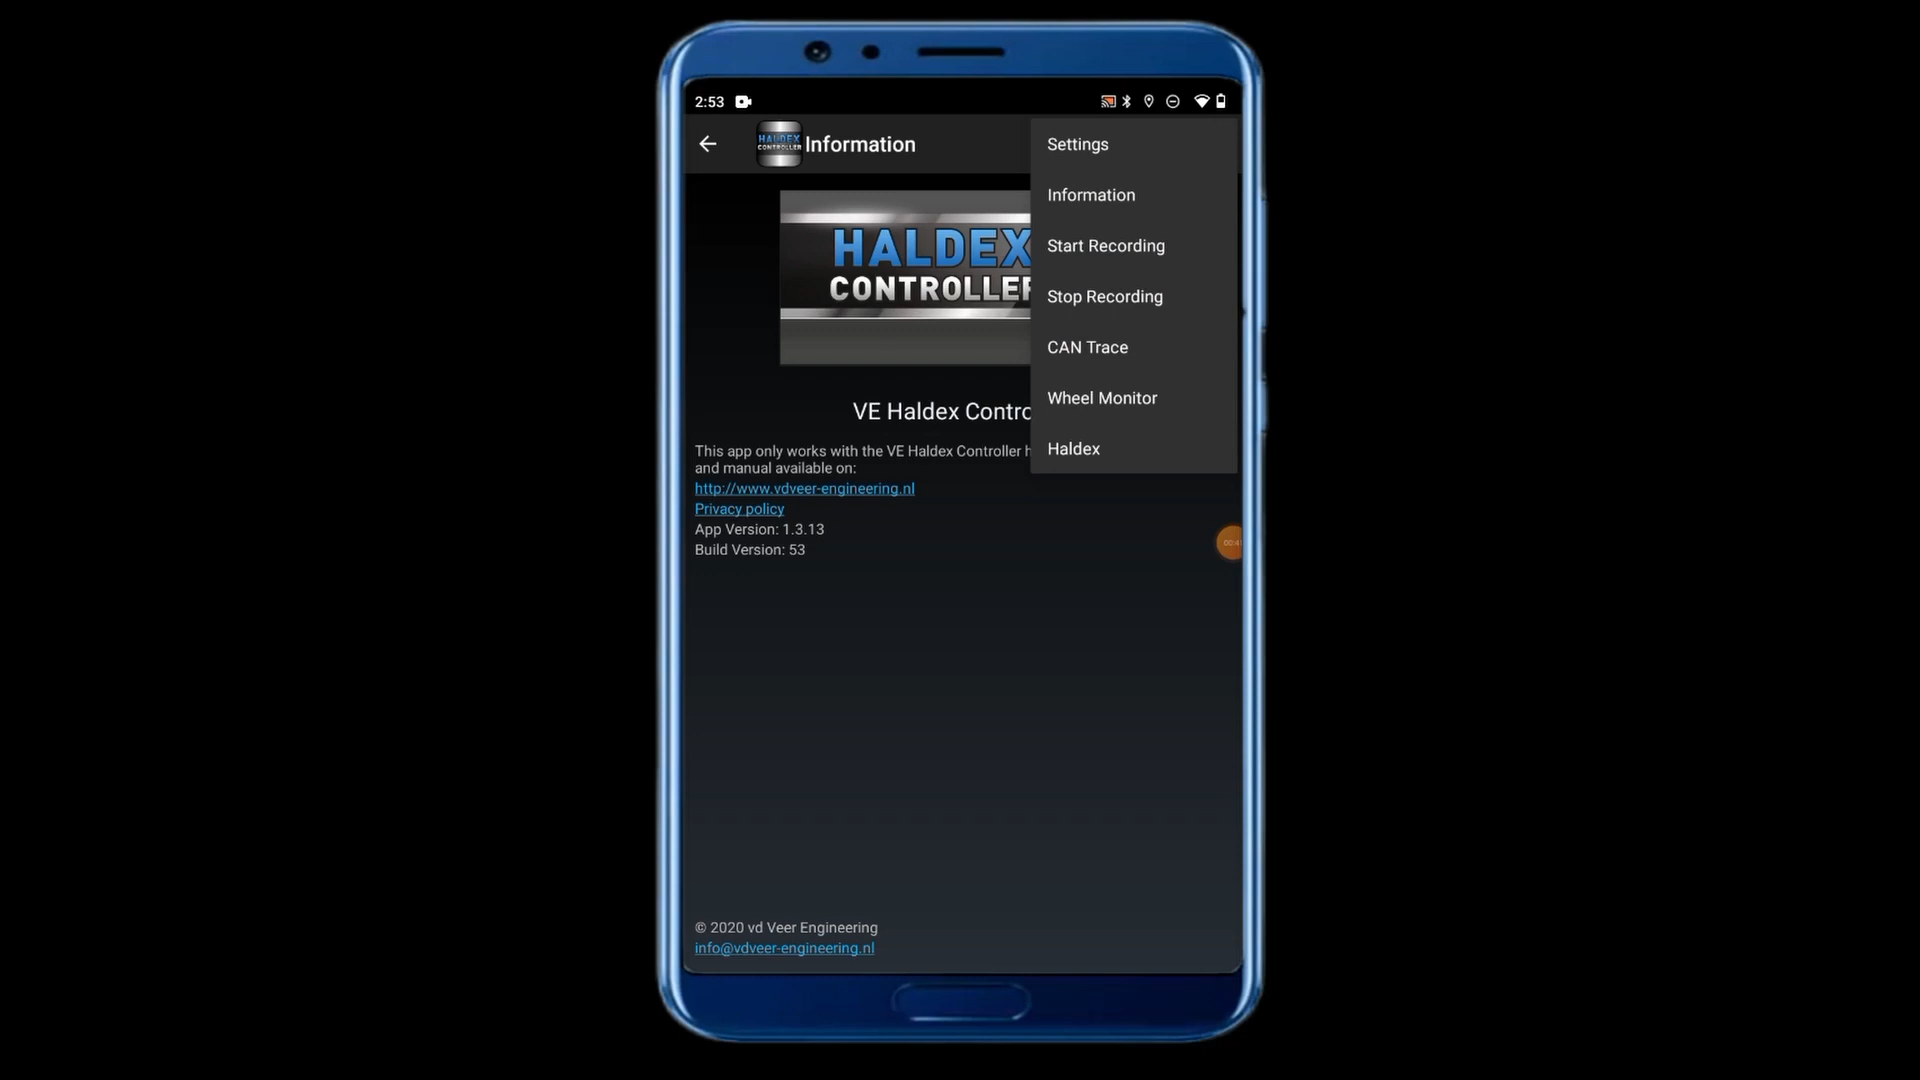 2:53
HALDEX
CONTROLLER
Information
Settings
Information
Start Recording
Stop Recording
CAN Trace
Wheel Monitor
Haldex
HALDEX
CONTROLLER
VE Haldex Contro
This app only works with the VE Haldex Controller h
and manual available on:
http://www.vdveer-engineering.nl
Privacy policy
App Version: 1.3.13
Build Version: 53
© 2020 vd Veer Engineering
info@vdveer-engineering.nl